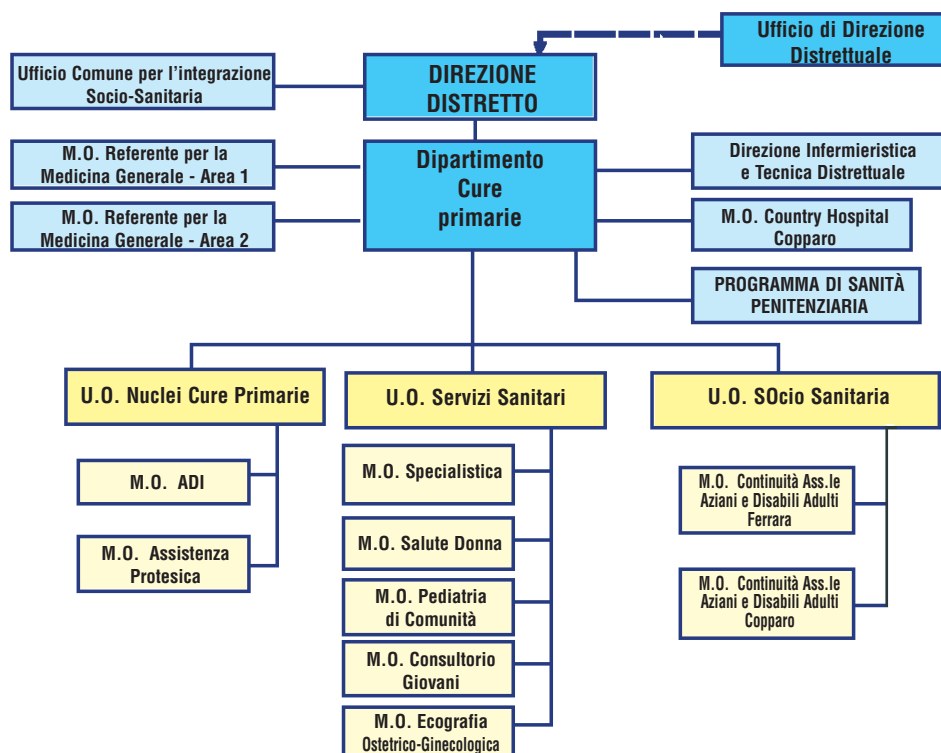 Ufficio di Direzione
Distrettuale
Ufficio Comune per l'integrazione
Socio-Sanitaria
DIREZIONE
DISTRETTO
M.O. Referente per la
Medicina Generale - Area 1
Dipartimento
Cure
primarie
Direzione Infermieristica
e Tecnica Distrettuale
M.O. Referente per la
Medicina Generale - Area 2
M.O. Country Hospital
Copparo
PROGRAMMA DI SANITÀ
PENITENZIARIA
U.O. Nuclei Cure Primarie
U.O. Servizi Sanitari
U.O. SOcio Sanitaria
M.O. ADI
M.O. Assistenza
Protesica
M.O. Specialistica
M.O. Salute Donna
M.O. Pediatria
di Comunità
M.O. Consultorio
Giovani
M.O. Ecografia
Ostetrico-Ginecologica
M.O. Continuità Ass.le
Aziani e Disabili Adulti
Ferrara
M.O. Continuità Ass.le
Aziani e Disabili Adulti
Copparo